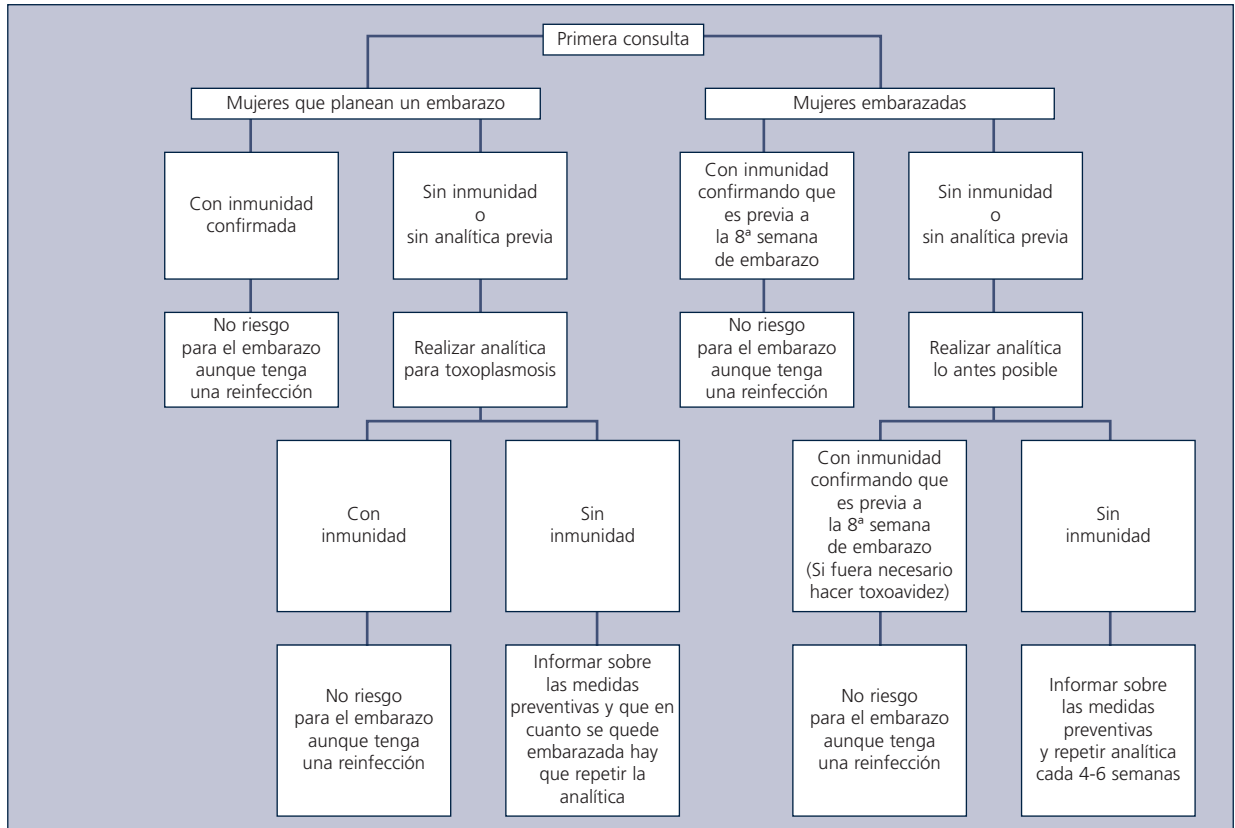 Primera consulta
Mujeres que planean un embarazo
Mujeres embarazadas
Con inmunidad
confirmada
Sin inmunidad
o
sin analítica previa
Con inmunidad
confirmando que
es previa a
la 8ª semana
de embarazo
Sin inmunidad
o
sin analítica previa
No riesgo
para el embarazo
aunque tenga
una reinfección
Realizar analítica
para toxoplasmosis
No riesgo
para el embarazo
aunque tenga
una reinfección
Realizar analítica
lo antes posible
Con
inmunidad
Sin
inmunidad
Con inmunidad
confirmando que
es previa a
la 8ª semana
de embarazo
(Si fuera necesario
hacer toxoavidez)
Sin
inmunidad
No riesgo
para el embarazo
aunque tenga
una reinfección
Informar sobre
las medidas
preventivas y que en
cuanto se quede
embarazada hay
que repetir la
analítica
No riesgo
para el embarazo
aunque tenga
una reinfección
Informar sobre
las medidas
preventivas
y repetir analítica
cada 4-6 semanas